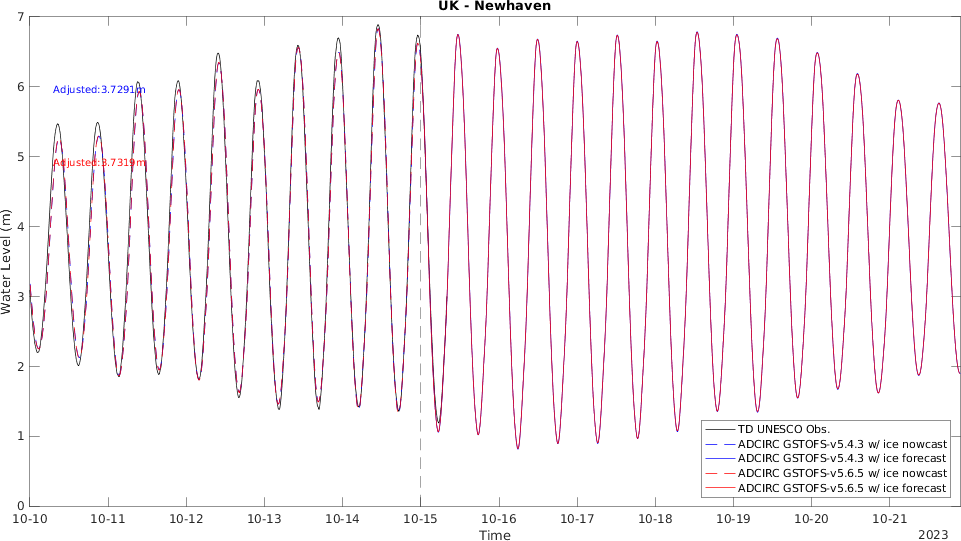 UK - Newhaven
7
6
5
4
3
2
1
0
Water Level (m)
Adjusted:3.7291m
Adjusted:3.7319m
TD UNESCO Obs.
ADCIRC GSTOFS-v5.4.3 w/ ice nowcast
ADCIRC GSTOFS-v5.4.3 w/ ice forecast
ADCIRC GSTOFS-v5.6.5 w/ ice nowcast
ADCIRC GSTOFS-v5.6.5 w/ ice forecast
10-10 10-11 10-12 10-13 10-14 10-15 10-16 10-17 10-18 10-19 10-20 10-21
Time
2023